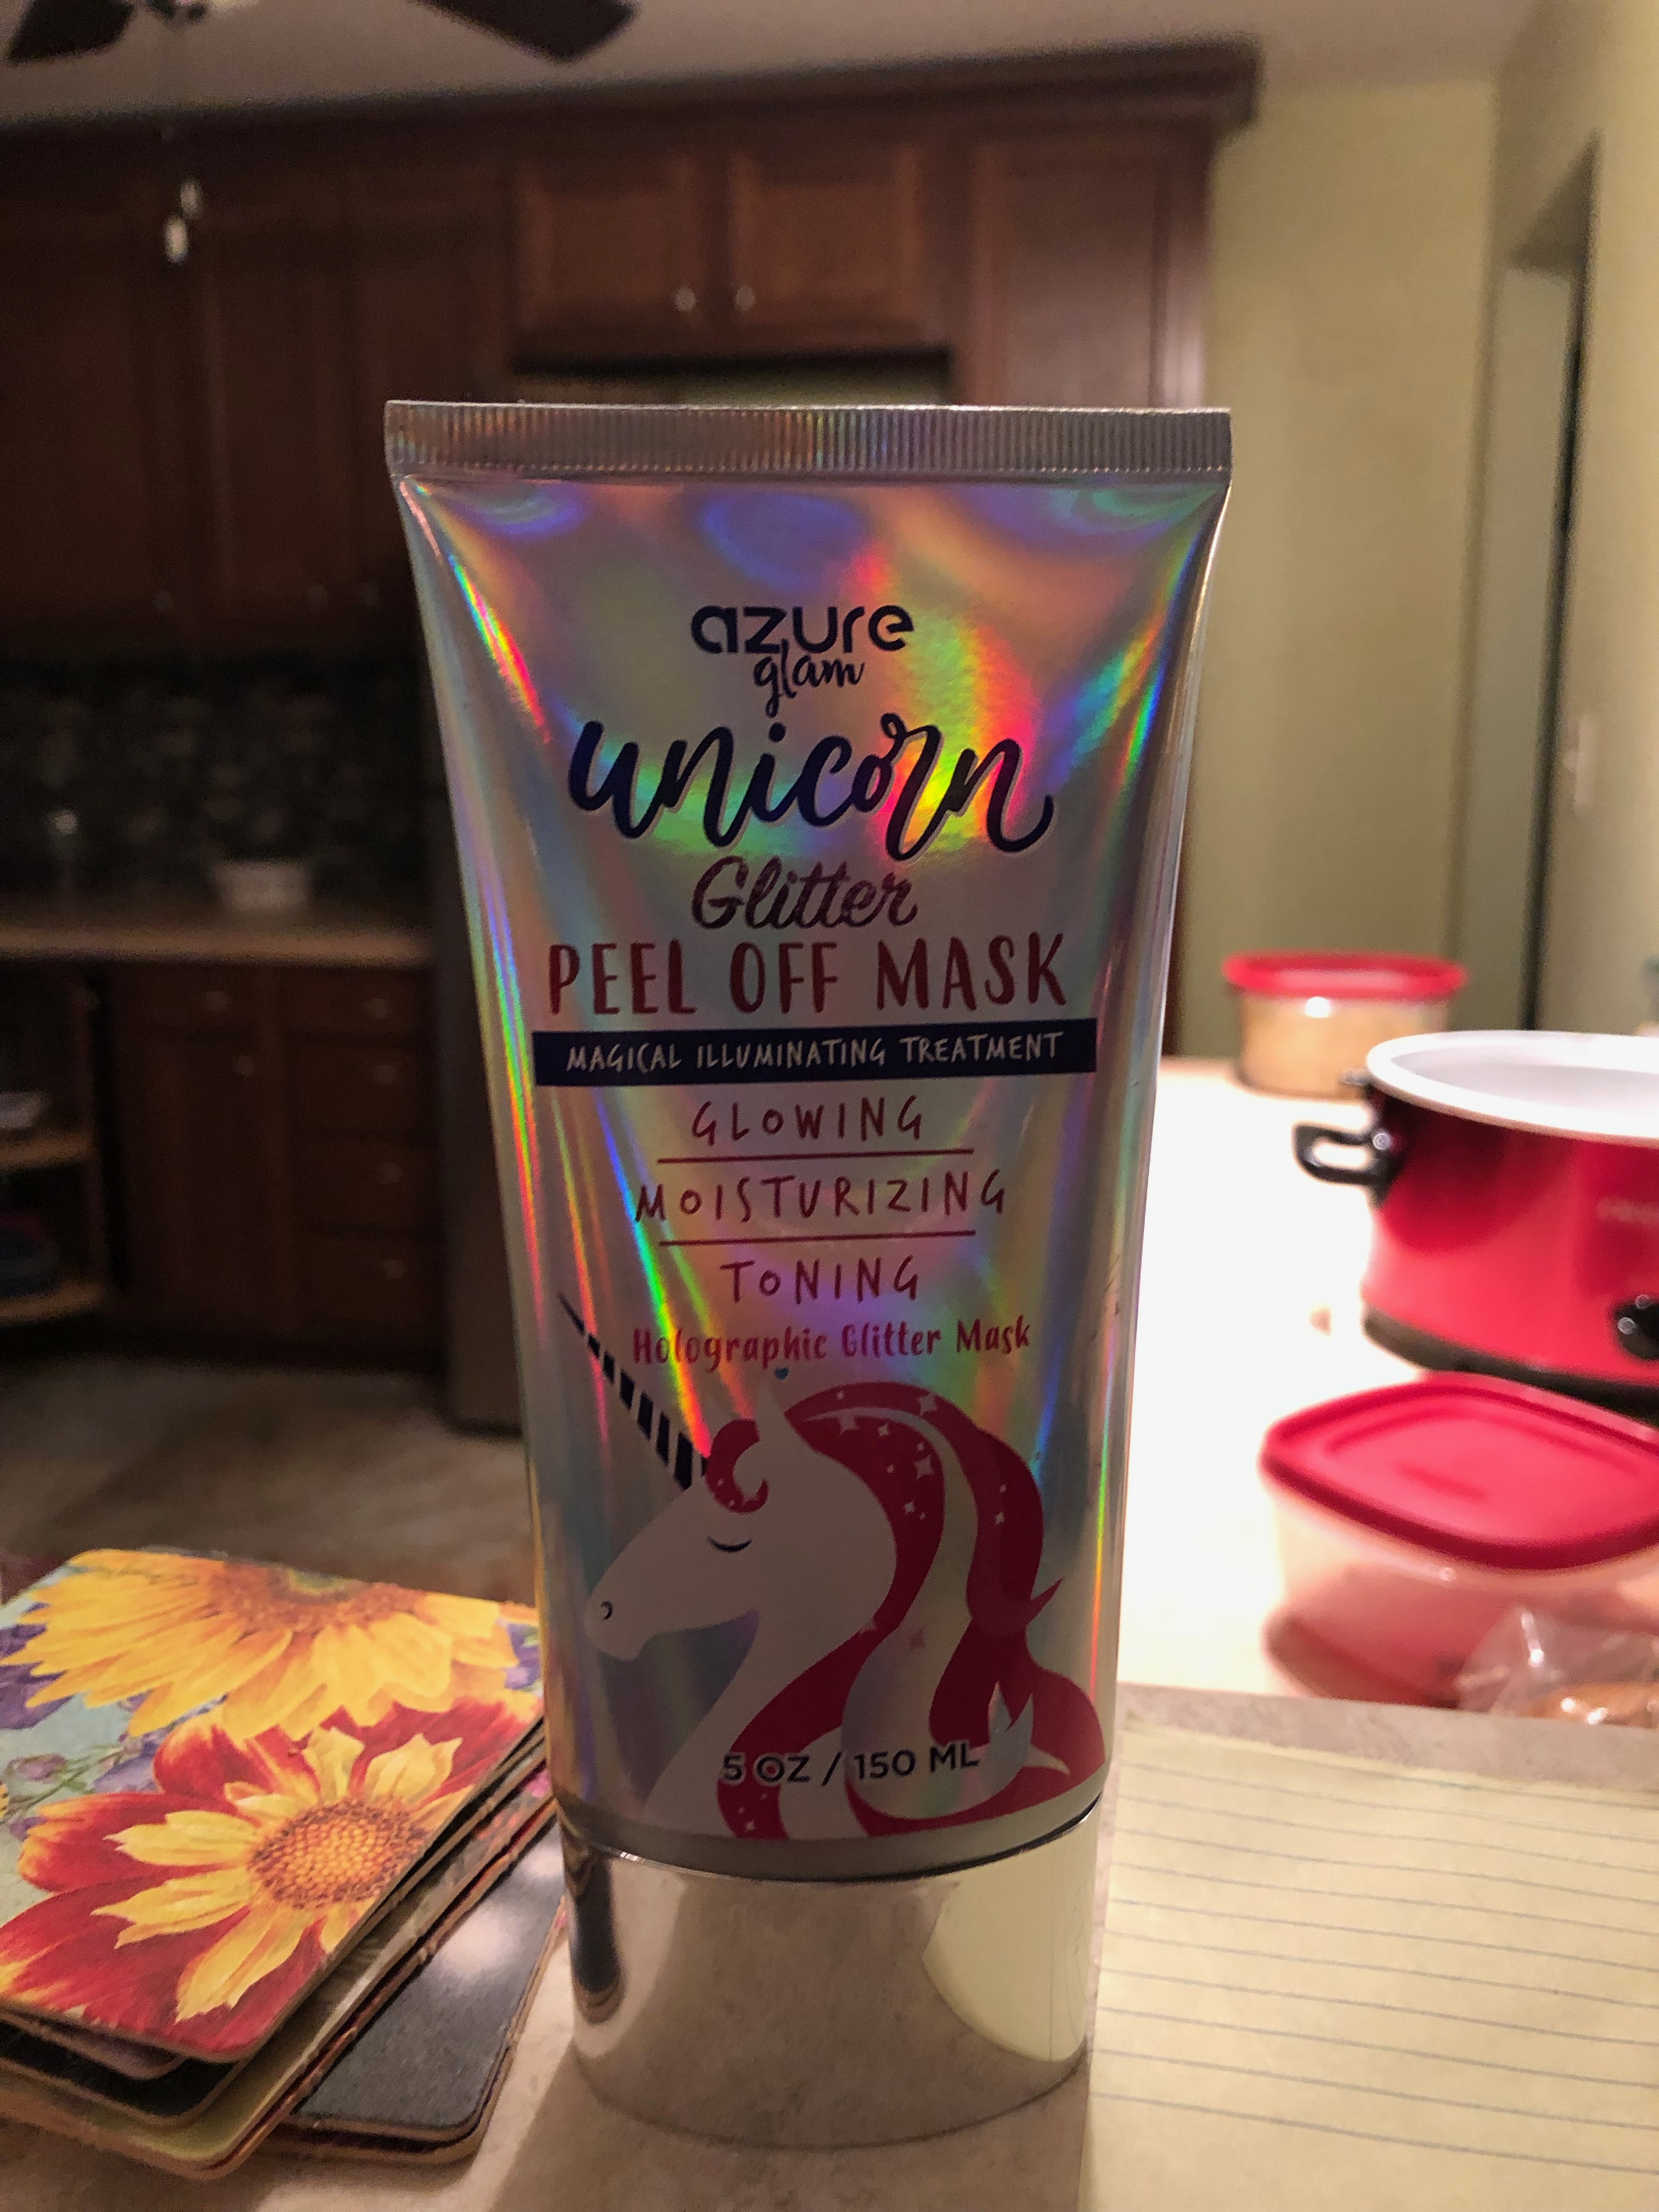 azure
glam
unicorn
Glitter
PEEL OFF MASK
MAGICAL ILLUMINATING TREATMENT
GLOWING
MOISTURIZING
TONING
Holographic Glitter Mask
5 OZ / 150 ML